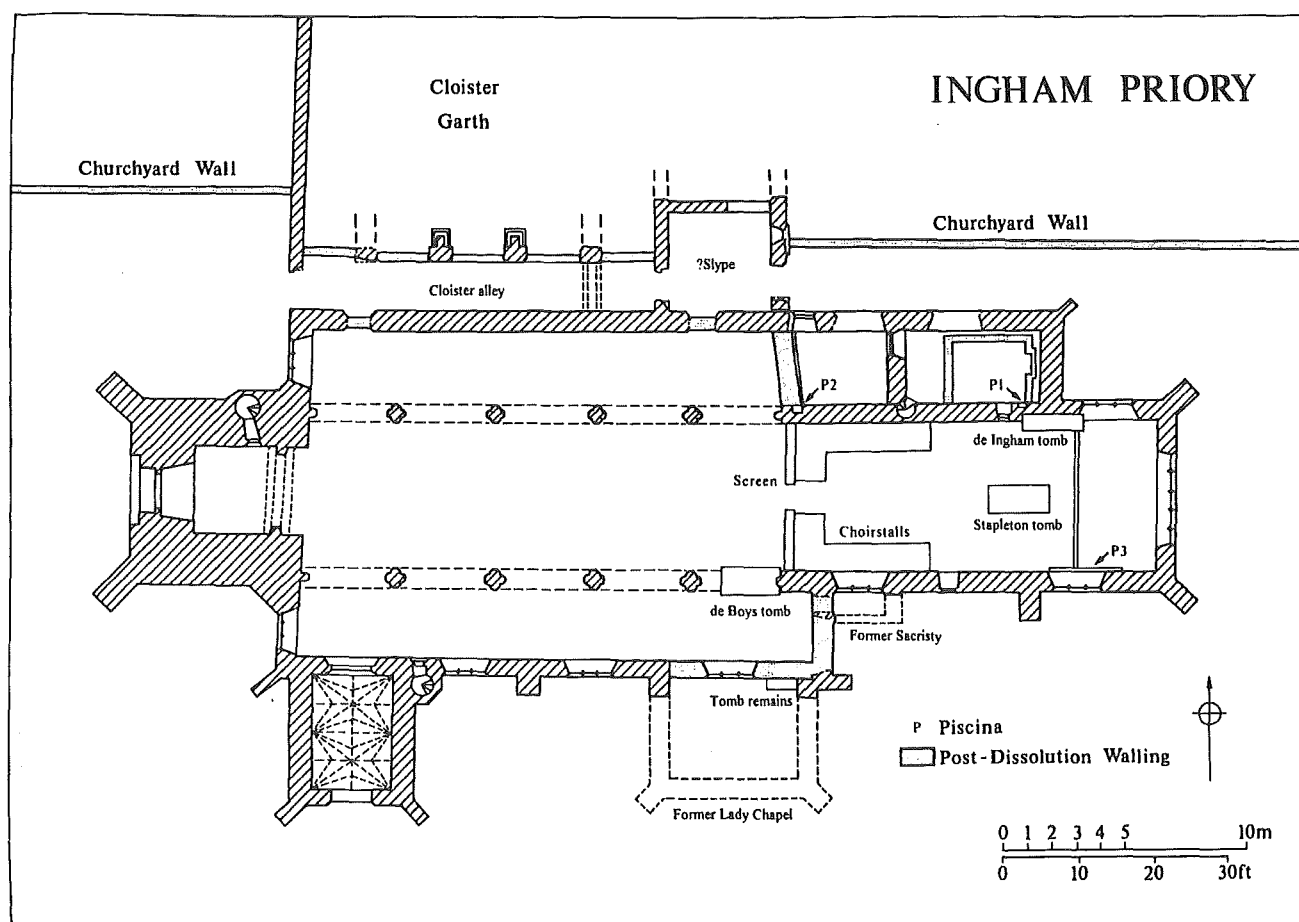 INGHAM PRIORY
Cloister
Garth
Churchyard Wall
Churchyard Wall
?Slype
Cloister alley
P2
P1
de Ingham tomb
Screen
Stapleton tomb
Choirstalls
P3
de Boys tomb
Former Sacristy
Tomb remains
P Piscina
Post-Dissolution Walling
Former Lady Chapel
0 1 2 3 4 5 10m
0 10 20 30ft